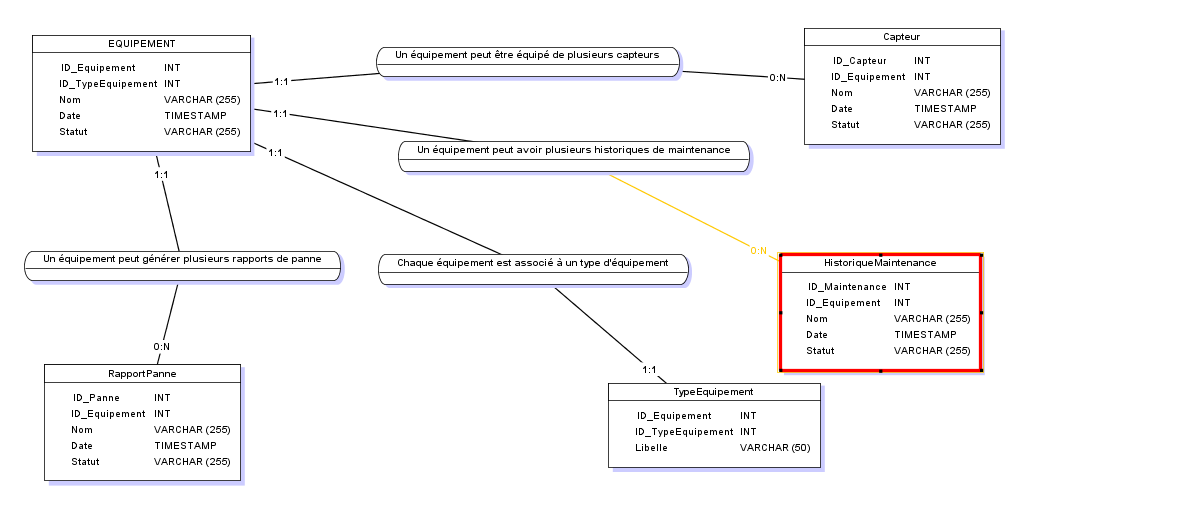 EQUIPEMENT
ID_Equipement INT
ID_TypeEquipement INT
Nom VARCHAR (255)
Date TIMESTAMP
Statut VARCHAR (255)
1:1
Un équipement peut être équipé de plusieurs capteurs
0:N
Capteur
ID_Capteur INT
ID_Equipement INT
Nom VARCHAR (255)
Date TIMESTAMP
Statut VARCHAR (255)
1:1
Un équipement peut avoir plusieurs historiques de maintenance
0:N
HistoriqueMaintenance
ID_Maintenance INT
ID_Equipement INT
Nom VARCHAR (255)
Date TIMESTAMP
Statut VARCHAR (255)
1:1
Chaque équipement est associé à un type d'équipement
1:1
TypeEquipement
ID_Equipement INT
ID_TypeEquipement INT
Libelle VARCHAR (50)
1:1
Un équipement peut générer plusieurs rapports de panne
0:N
RapportPanne
ID_Panne INT
ID_Equipement INT
Nom VARCHAR (255)
Date TIMESTAMP
Statut VARCHAR (255)